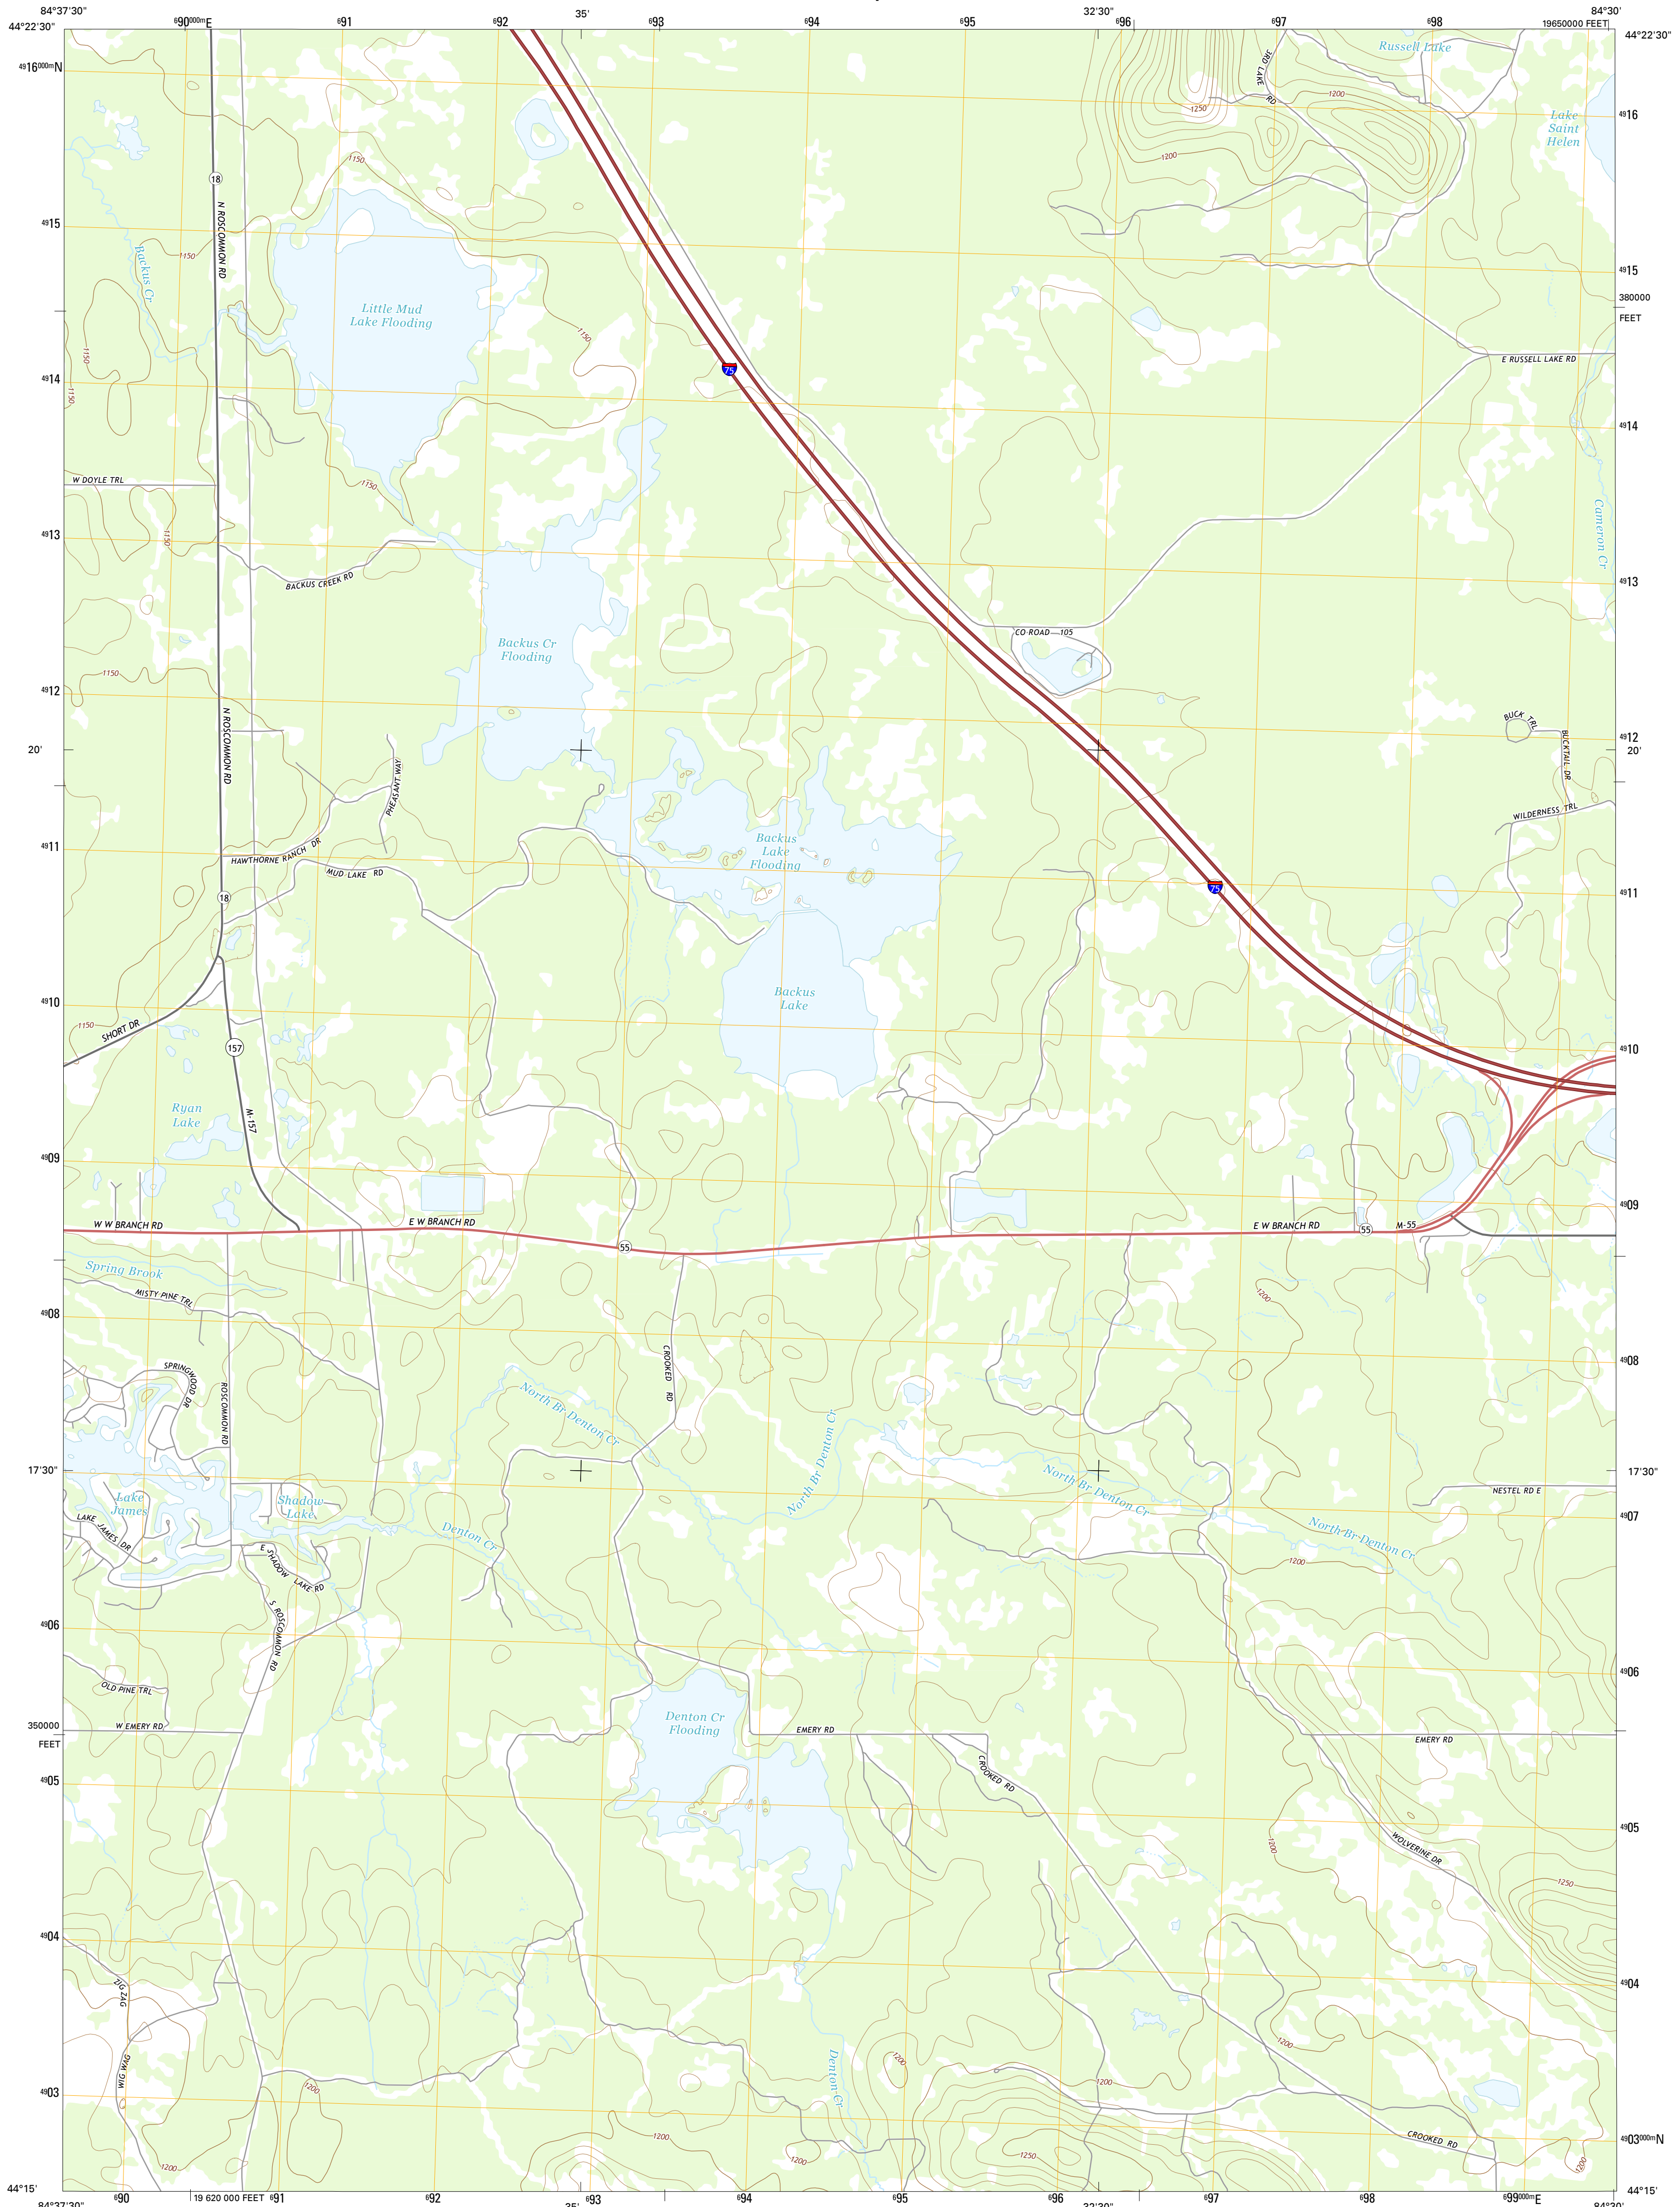 84°37'30"
690000mE
691
692
35'
693
694
695
32'30"
696
697
698
19650000 FEET
84°30'
44°22'30"
44°22'30"
4916000mN
Russell Lake
3RD LAKE RD
1250
1200
Lake
Saint
Helen
4916
1200
1150
18
N ROSCOMMON RD
4915
Backus Cr
1150
4915
380000
FEET
Little Mud
Lake Flooding
1150
1150
E RUSSELL LAKE RD
75
4914
1150
4914
W DOYLE TRL
1150
Cameron Cr
4913
1150
BACKUS CREEK RD
4913
CO ROAD 105
Backus Cr
Flooding
1150
4912
N ROSCOMMON RD
BUCK TRL
BUCKTAIL DR
4912
20'
20'
PHEASANT WAY
WILDERNESS TRL
4911
HAWTHORNE RANCH DR
MUD LAKE RD
Backus
Lake
Flooding
75
4911
18
Backus
Lake
4910
1150
SHORT DR
157
4910
Ryan
Lake
M-157
4909
4909
W W BRANCH RD
E W BRANCH RD
E W BRANCH RD
55
M-55
55
Spring Brook
MISTY PINE TRL
1200
4908
4908
SPRINGWOOD DR
ROSCOMMON RD
CROOKED RD
North Br Denton Cr
North Br Denton Cr
17'30"
North Br Denton Cr
17'30"
NESTEL RD E
Lake
James
Shadow
Lake
LAKE JAMES DR
Denton Cr
North Br Denton Cr
4907
E SHADOW LAKE RD
1200
S ROSCOMMON RD
4906
4906
OLD PINE TRL
350000
FEET
W EMERY RD
Denton Cr
Flooding
EMERY RD
EMERY RD
CROOKED RD
4905
4905
1200
WOLVERINE DR
1250
4904
ZIG ZAG
4904
1200
WIG WAG
1200
Denton Cr
1200
1200
4903
1200
1250
1200
1200
CROOKED RD
1200
4903000mN
44°15'
44°15'
690
19 620 000 FEET
691
692
693
694
695
696
697
698
699000mE
84°37'30"
35'
32'30"
84°30'